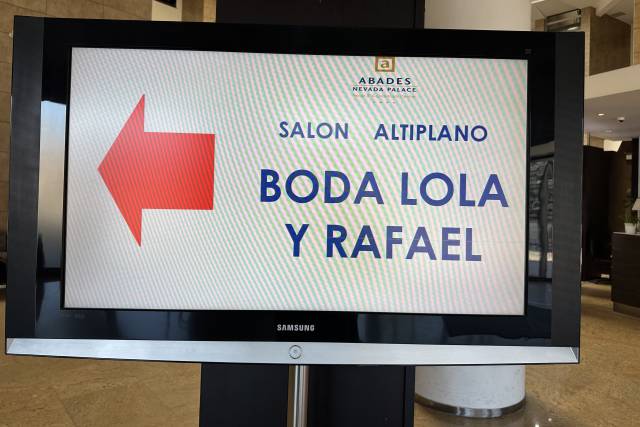 a
ABADES
NEVADA PALACE
SALON ALTIPLANO
BODA LOLA
Y RAFAEL
SAMSUNG